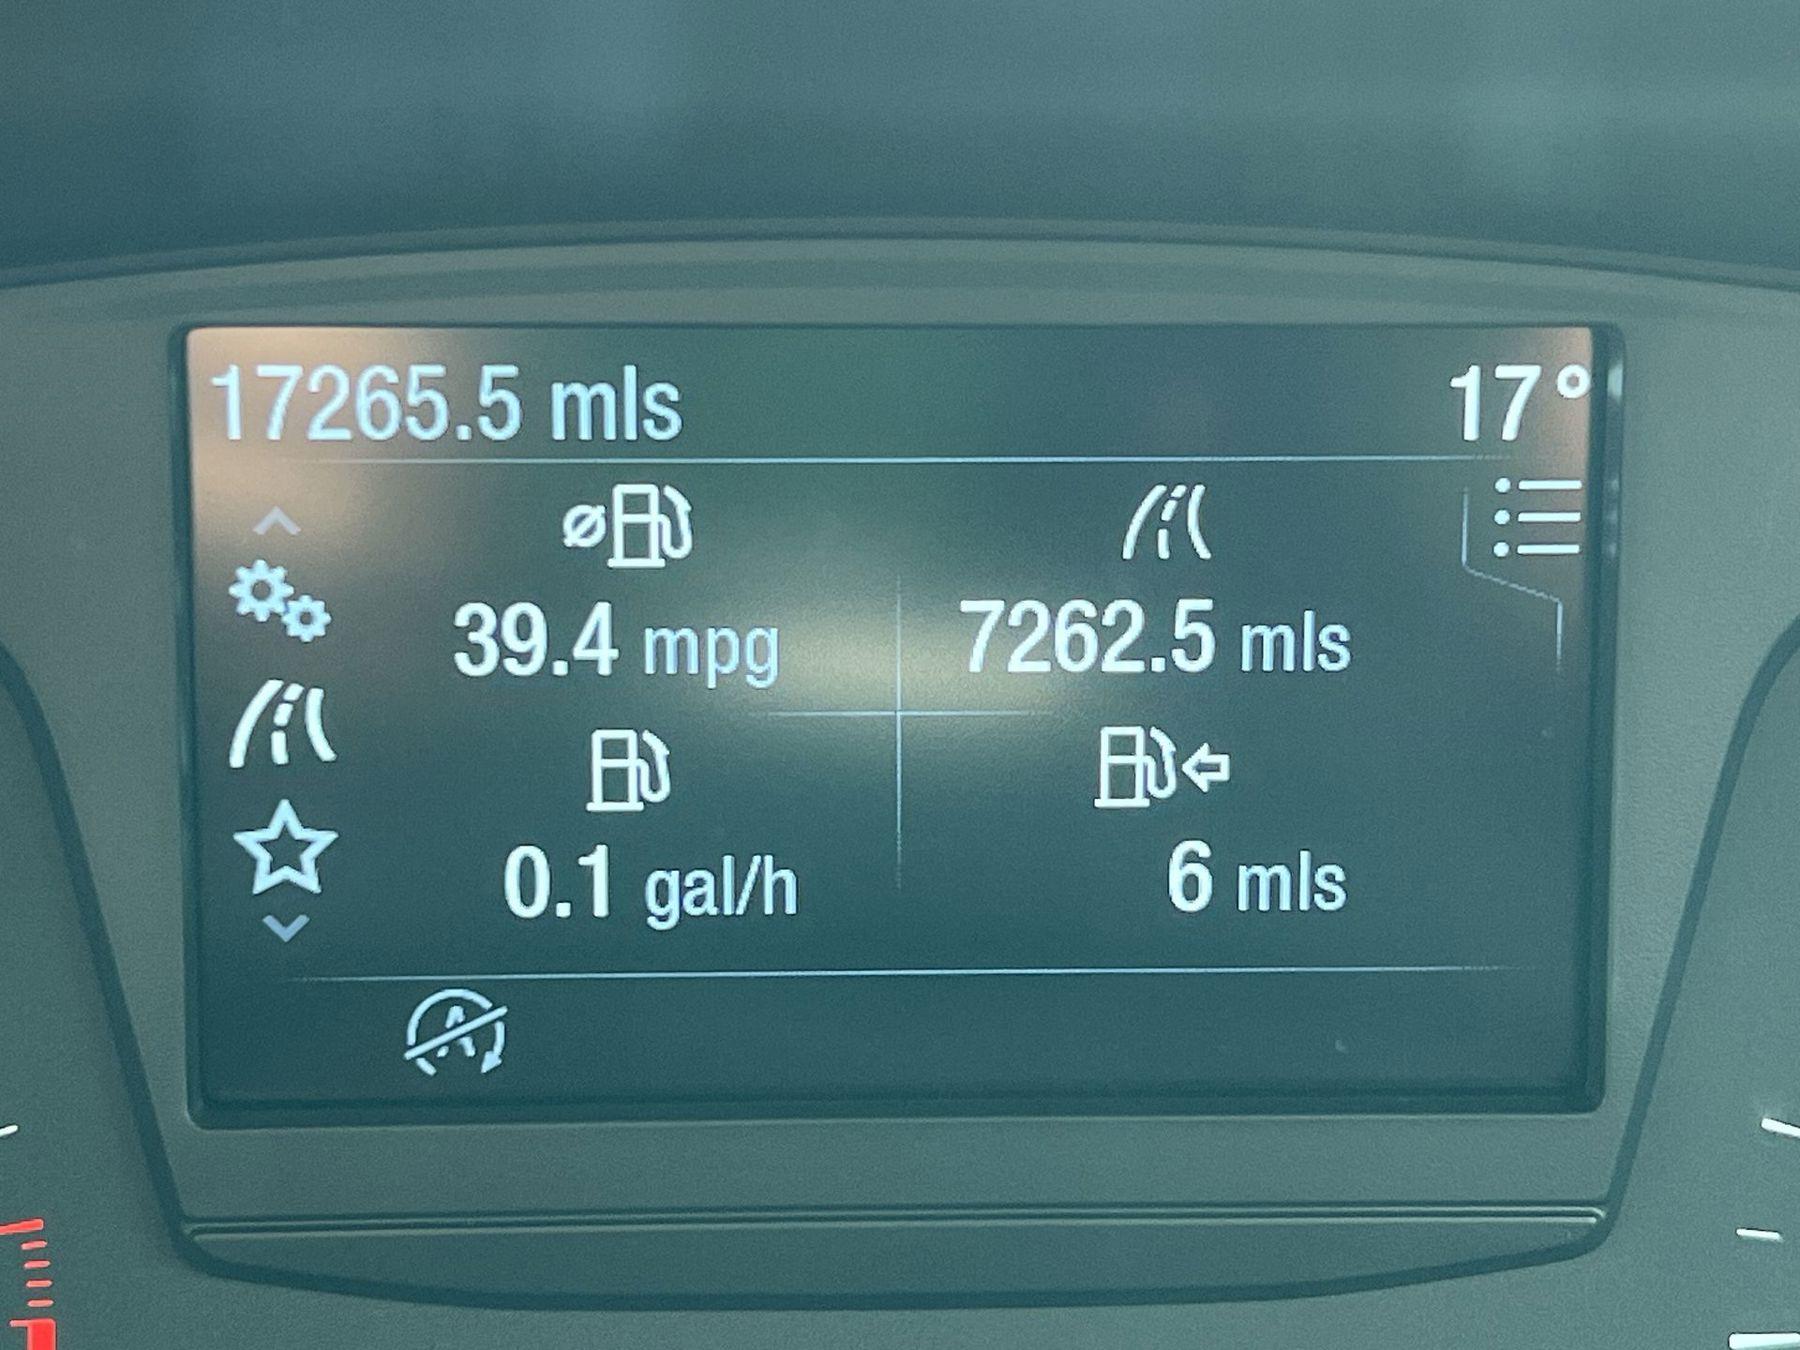 17265.5 mls 17°
39.4 mpg 7262.5 mls
0.1 gal/h 6 mls
A